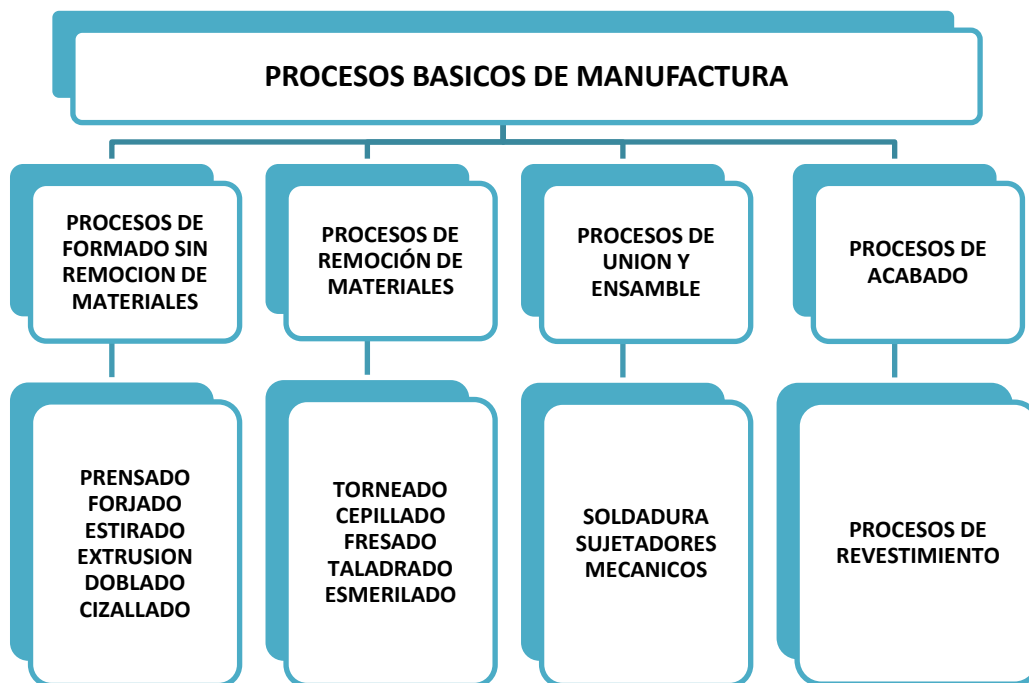 PROCESOS BASICOS DE MANUFACTURA
PROCESOS DE
FORMADO SIN
REMOCION DE
MATERIALES
PROCESOS DE
REMOCIÓN DE
MATERIALES
PROCESOS DE
UNION Y
ENSAMBLE
PROCESOS DE
ACABADO
PRENSADO
FORJADO
ESTIRADO
EXTRUSION
DOBLADO
CIZALLADO
TORNEADO
CEPILLADO
FRESADO
TALADRADO
ESMERILADO
SOLDADURA
SUJETADORES
MECANICOS
PROCESOS DE
REVESTIMIENTO